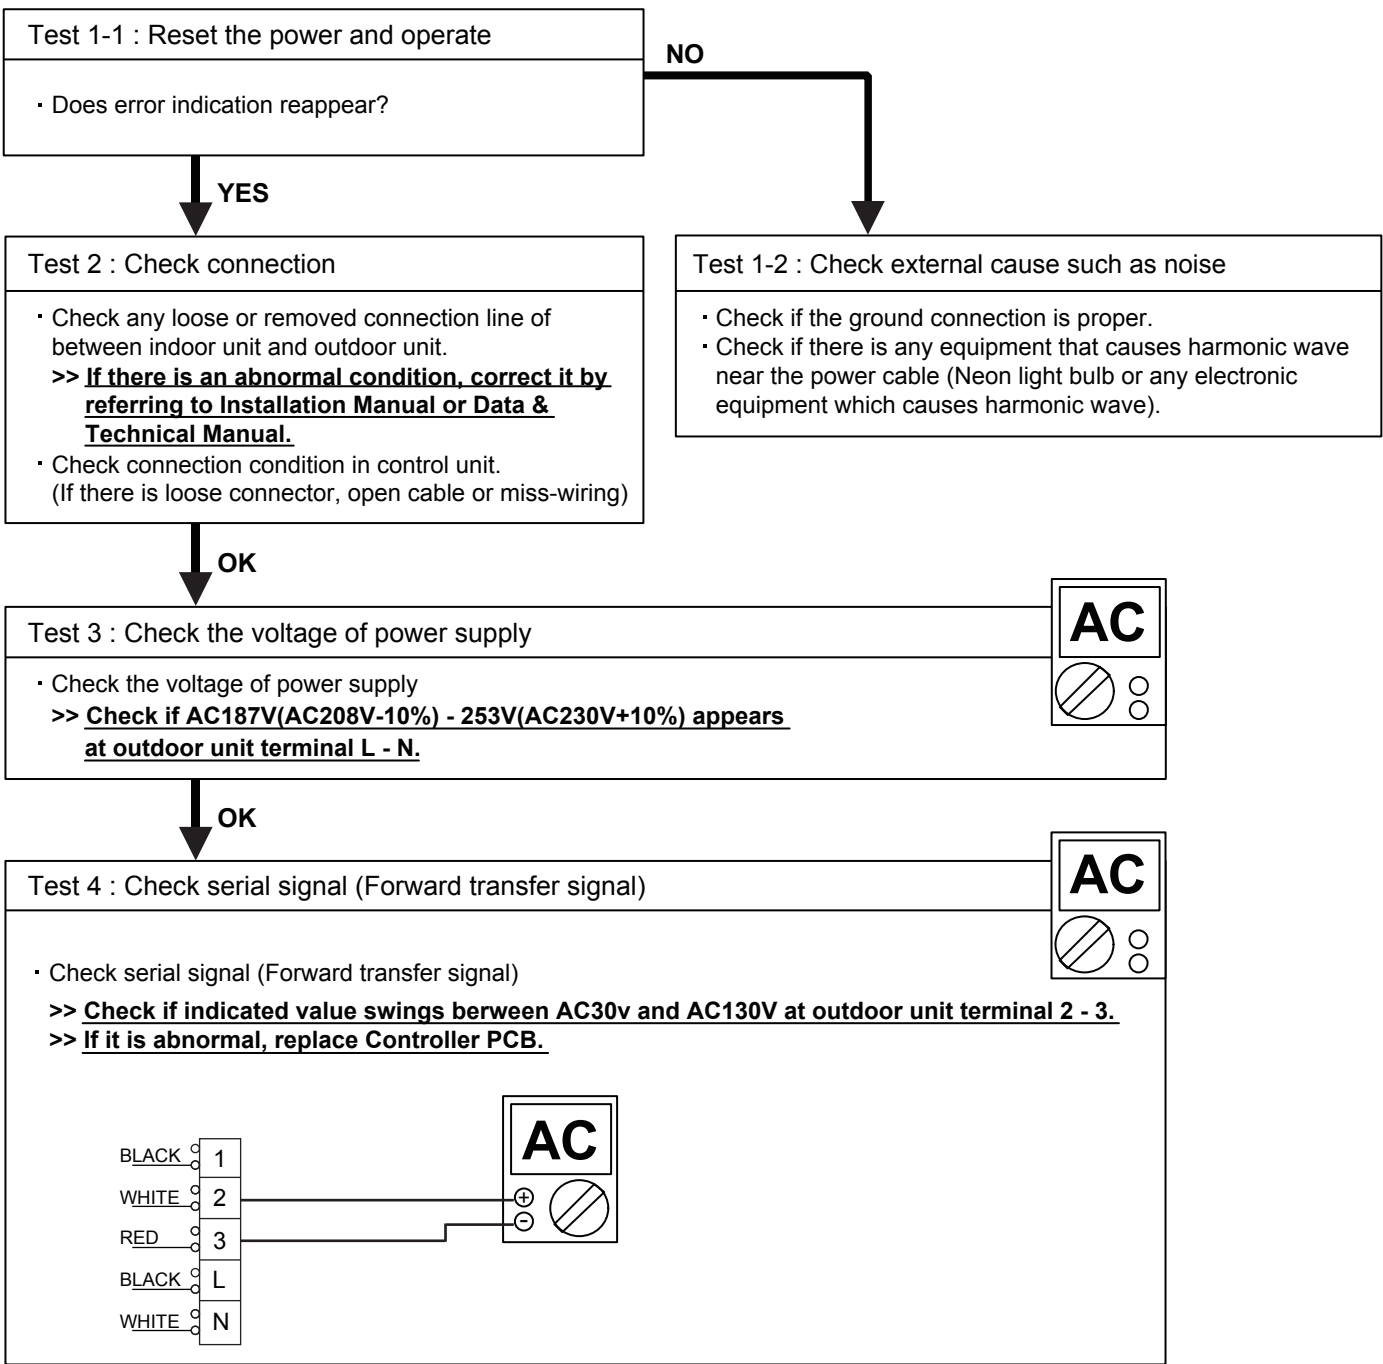 Test 1-1 : Reset the power and operate
· Does error indication reappear?
NO
YES
Test 2 : Check connection
· Check any loose or removed connection line of
between indoor unit and outdoor unit.
>> If there is an abnormal condition, correct it by
referring to Installation Manual or Data &
Technical Manual.
· Check connection condition in control unit.
(If there is loose connector, open cable or miss-wiring)
Test 1-2 : Check external cause such as noise
· Check if the ground connection is proper.
· Check if there is any equipment that causes harmonic wave
near the power cable (Neon light bulb or any electronic
equipment which causes harmonic wave).
OK
Test 3 : Check the voltage of power supply
AC
· Check the voltage of power supply
>> Check if AC187V(AC208V-10%) - 253V(AC230V+10%) appears
at outdoor unit terminal L - N.
OK
Test 4 : Check serial signal (Forward transfer signal)
AC
· Check serial signal (Forward transfer signal)
>> Check if indicated value swings berween AC30v and AC130V at outdoor unit terminal 2 - 3.
>> If it is abnormal, replace Controller PCB.
AC
+
-
BLACK 1
WHITE 2
RED 3
BLACK L
WHITE N